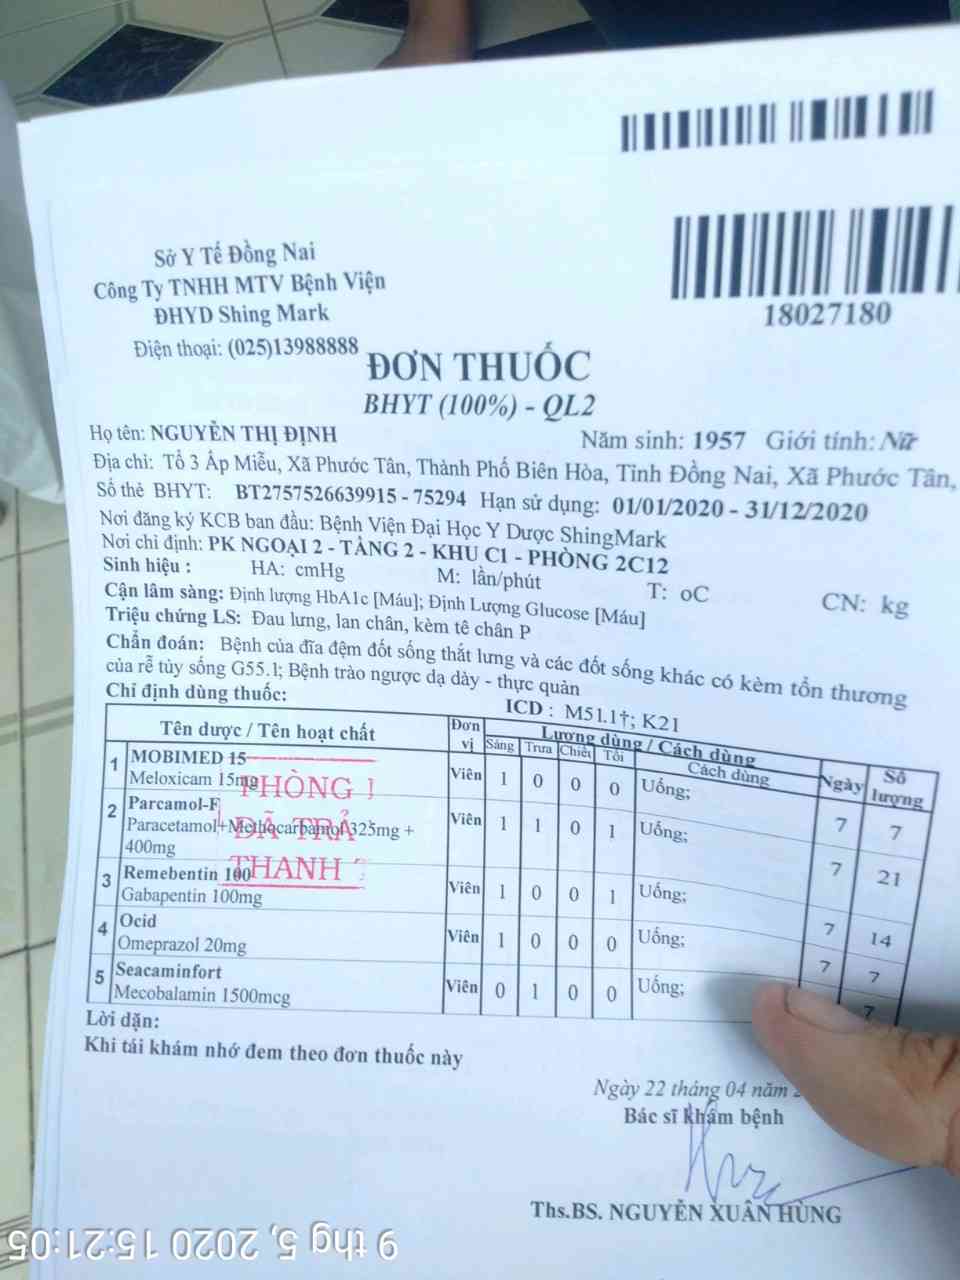 18027180
Sở Y Tế Đồng Nai
Công Ty TNHH MTV Bệnh Viện
ĐHYD Shing Mark
Điện thoại: (025)13988888
ĐƠN THUỐC
BHYT (100%) - QL2
Họ tên: NGUYỄN THỊ ĐỊNH Năm sinh: 1957 Giới tính: Nữ
Địa chỉ: Tổ 3 Ấp Miễu, Xã Phước Tân, Thành Phố Biên Hòa, Tỉnh Đồng Nai, Xã Phước Tân,
Số thẻ BHYT: BT2757526639915 - 75294 Hạn sử dụng: 01/01/2020 - 31/12/2020
Nơi đăng ký KCB ban đầu: Bệnh Viện Đại Học Y Dược ShingMark
Nơi chỉ định: PK NGOẠI 2 - TẦNG 2 - KHU C1 - PHÒNG 2C12
Sinh hiệu : HA: cmHg M: lần/phút T: oC CN: kg
Cận lâm sàng: Định lượng HbA1c [Máu]; Định Lượng Glucose [Máu]
Triệu chứng LS: Đau lưng, lan chân, kèm tê chân P
Chẩn đoán: Bệnh của đĩa đệm đốt sống thắt lưng và các đốt sống khác có kèm tổn thương
của rễ tủy sống G55.1; Bệnh trào ngược dạ dày - thực quản
ICD : M51.1†; K21
Chỉ định dùng thuốc:
Tên dược / Tên hoạt chất Đơn vị Lượng dùng / Cách dùng Ngày Số lượng
Sáng Trưa Chiều Tối Cách dùng
1 MOBIMED 15 Viên 1 0 0 0 Uống; 7 7
Meloxicam 15mg
2 Parcamol-F Viên 1 1 0 1 Uống; 7 21
Paracetamol+Methocarbamol 325mg +
400mg
3 Remebentin 100 Viên 1 0 0 1 Uống; 7 14
Gabapentin 100mg
4 Ocid Viên 1 0 0 0 Uống; 7 7
Omeprazol 20mg
5 Seacaminfort Viên 0 1 0 0 Uống; 7
Mecobalamin 1500mcg
PHÒNG
ĐÃ TRẢ
THANH
Lời dặn:
Khi tái khám nhớ đem theo đơn thuốc này
Ngày 22 tháng 04 năm
Bác sĩ khám bệnh
Ths.BS. NGUYỄN XUÂN HÙNG
9 thg 5, 2020 15:21:05